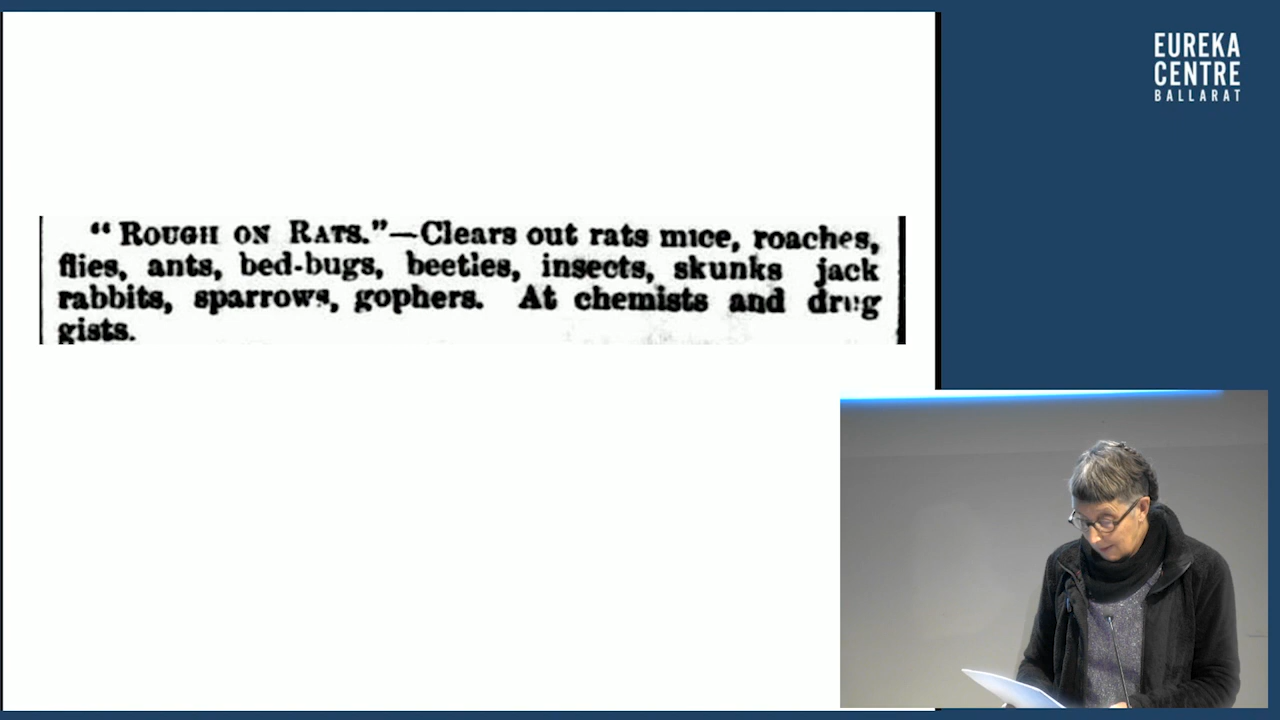 “ROUGH ON RATS.”—Clears out rats mice, roaches,
flies, ants, bed-bugs, beetles, insects, skunks jack
rabbits, sparrows, gophers. At chemists and drug
gists.
EUREKA
CENTRE
BALLARAT